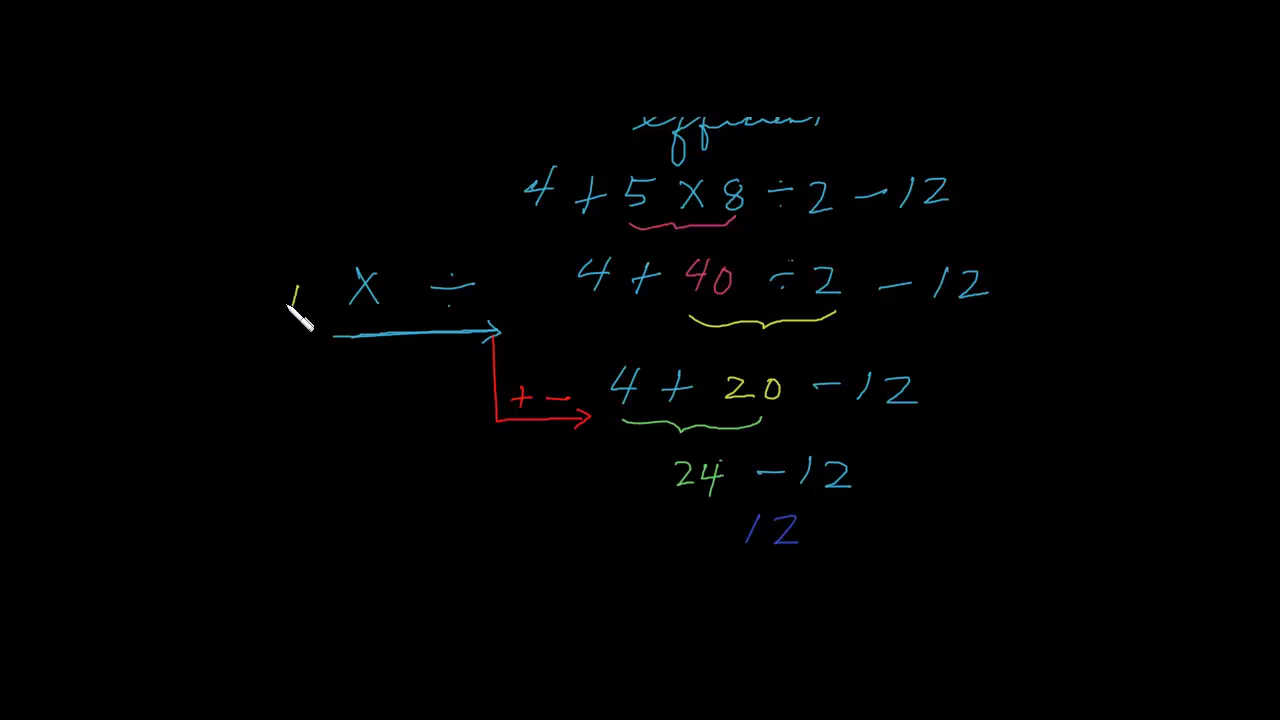 4 + 5 × 8 ÷ 2 − 12
× ÷ 4 + 40 ÷ 2 − 12
+ − 4 + 20 − 12
24 − 12
12